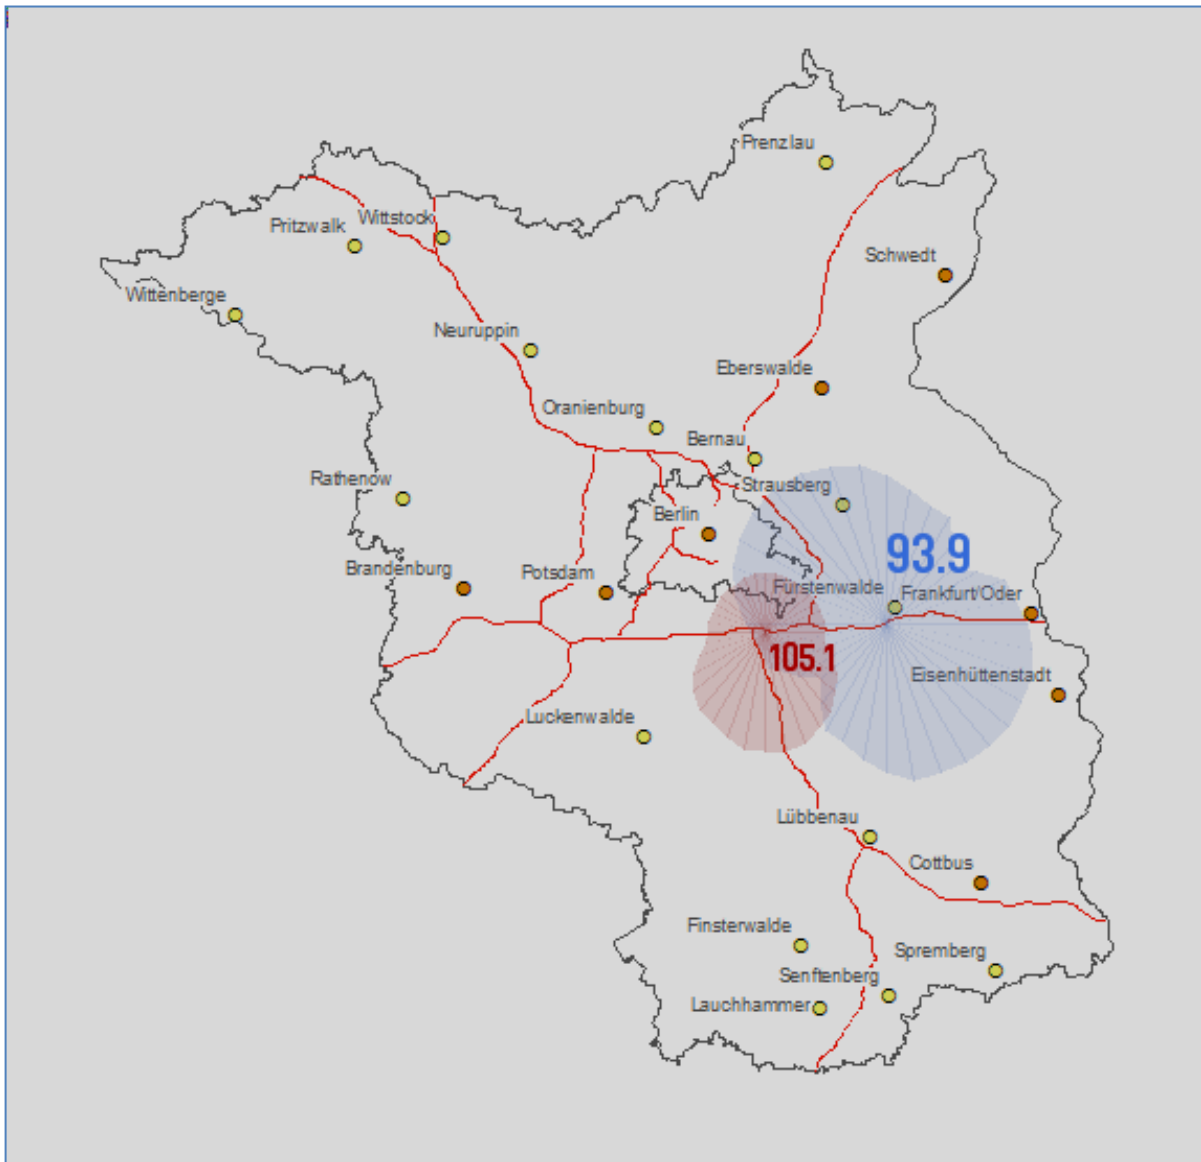 Prenzlau
Pritzwalk
Wittstock
Schwedt
Wittenberge
Neuruppin
Eberswalde
Oranienburg
Bernau
Rathenow
Strausberg
Berlin
93.9
Brandenburg
Potsdam
Fürstenwalde
Frankfurt/Oder
105.1
Eisenhüttenstadt
Luckenwalde
Lübbenau
Cottbus
Finsterwalde
Spremberg
Senftenberg
Lauchhammer